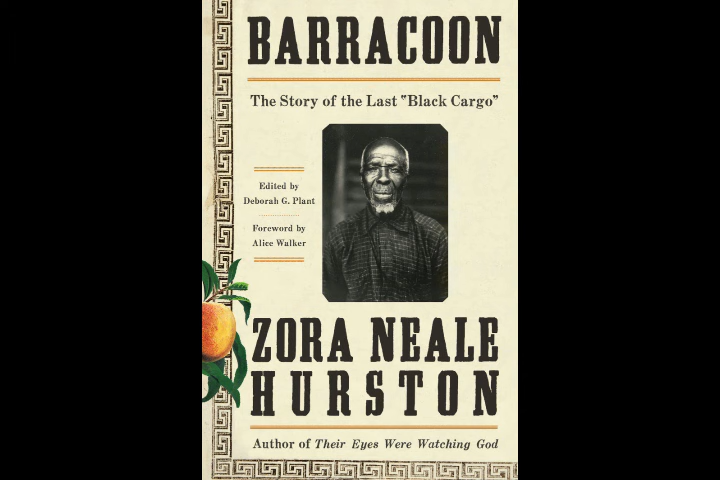 BARRACOON
The Story of the Last "Black Cargo"
Edited by
Deborah G. Plant
Foreword by
Alice Walker
ZORA NEALE
HURSTON
Author of Their Eyes Were Watching God